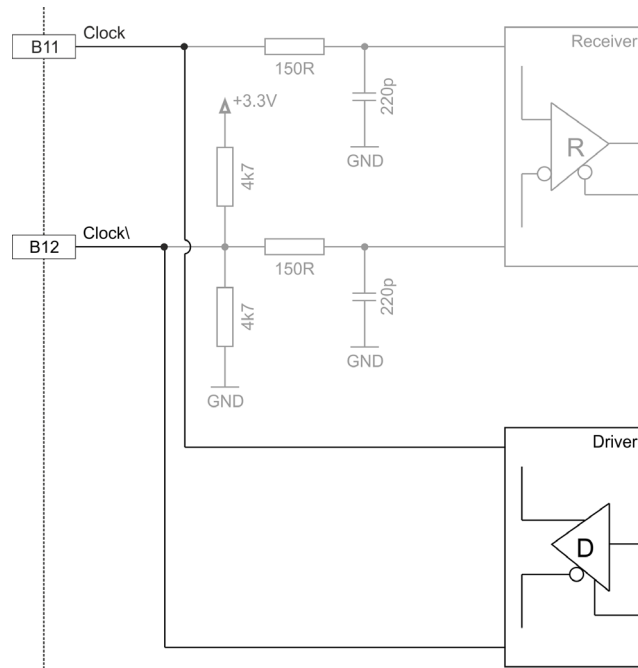 B11
Clock
Receiver
150R
220p
+3.3V
R
GND
4k7
B12
Clock\
150R
220p
4k7
GND
GND
Driver
D